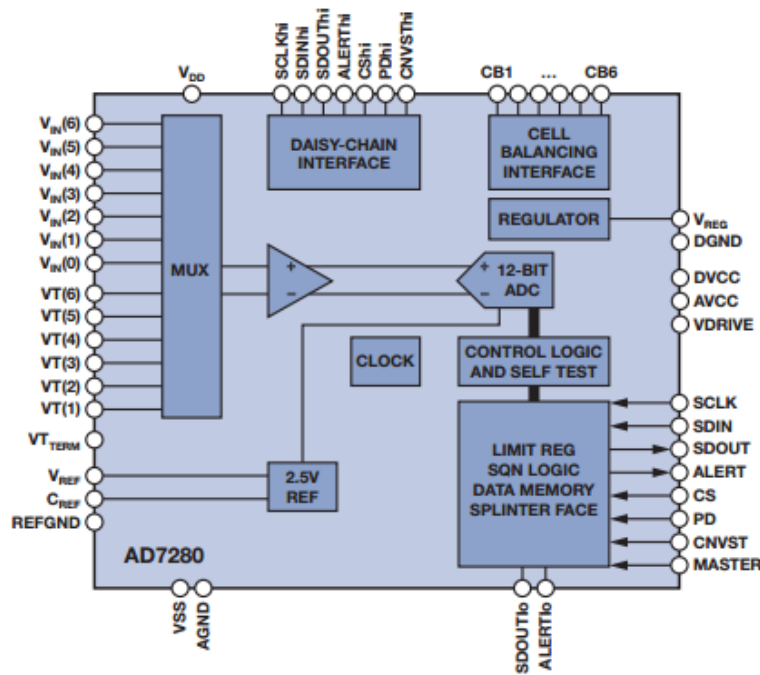 SCLKhi
SDINhi
SDOUThi
ALERThi
CShi
PDhi
CNVSThi
VDD
CB1 ... CB6
VIN(6)
VIN(5)
VIN(4)
VIN(3)
VIN(2)
VIN(1)
VIN(0)
VT(6)
VT(5)
VT(4)
VT(3)
VT(2)
VT(1)
VTTERM
VREF
CREF
REFGND
MUX
DAISY-CHAIN
INTERFACE
CELL
BALANCING
INTERFACE
REGULATOR
+
−
+
−
12-BIT
ADC
CLOCK
CONTROL LOGIC
AND SELF TEST
2.5V
REF
LIMIT REG
SQN LOGIC
DATA MEMORY
SPLINTER FACE
VREG
DGND
DVCC
AVCC
VDRIVE
SCLK
SDIN
SDOUT
ALERT
CS
PD
CNVST
MASTER
AD7280
VSS
AGND
SDOUTlo
ALERTlo